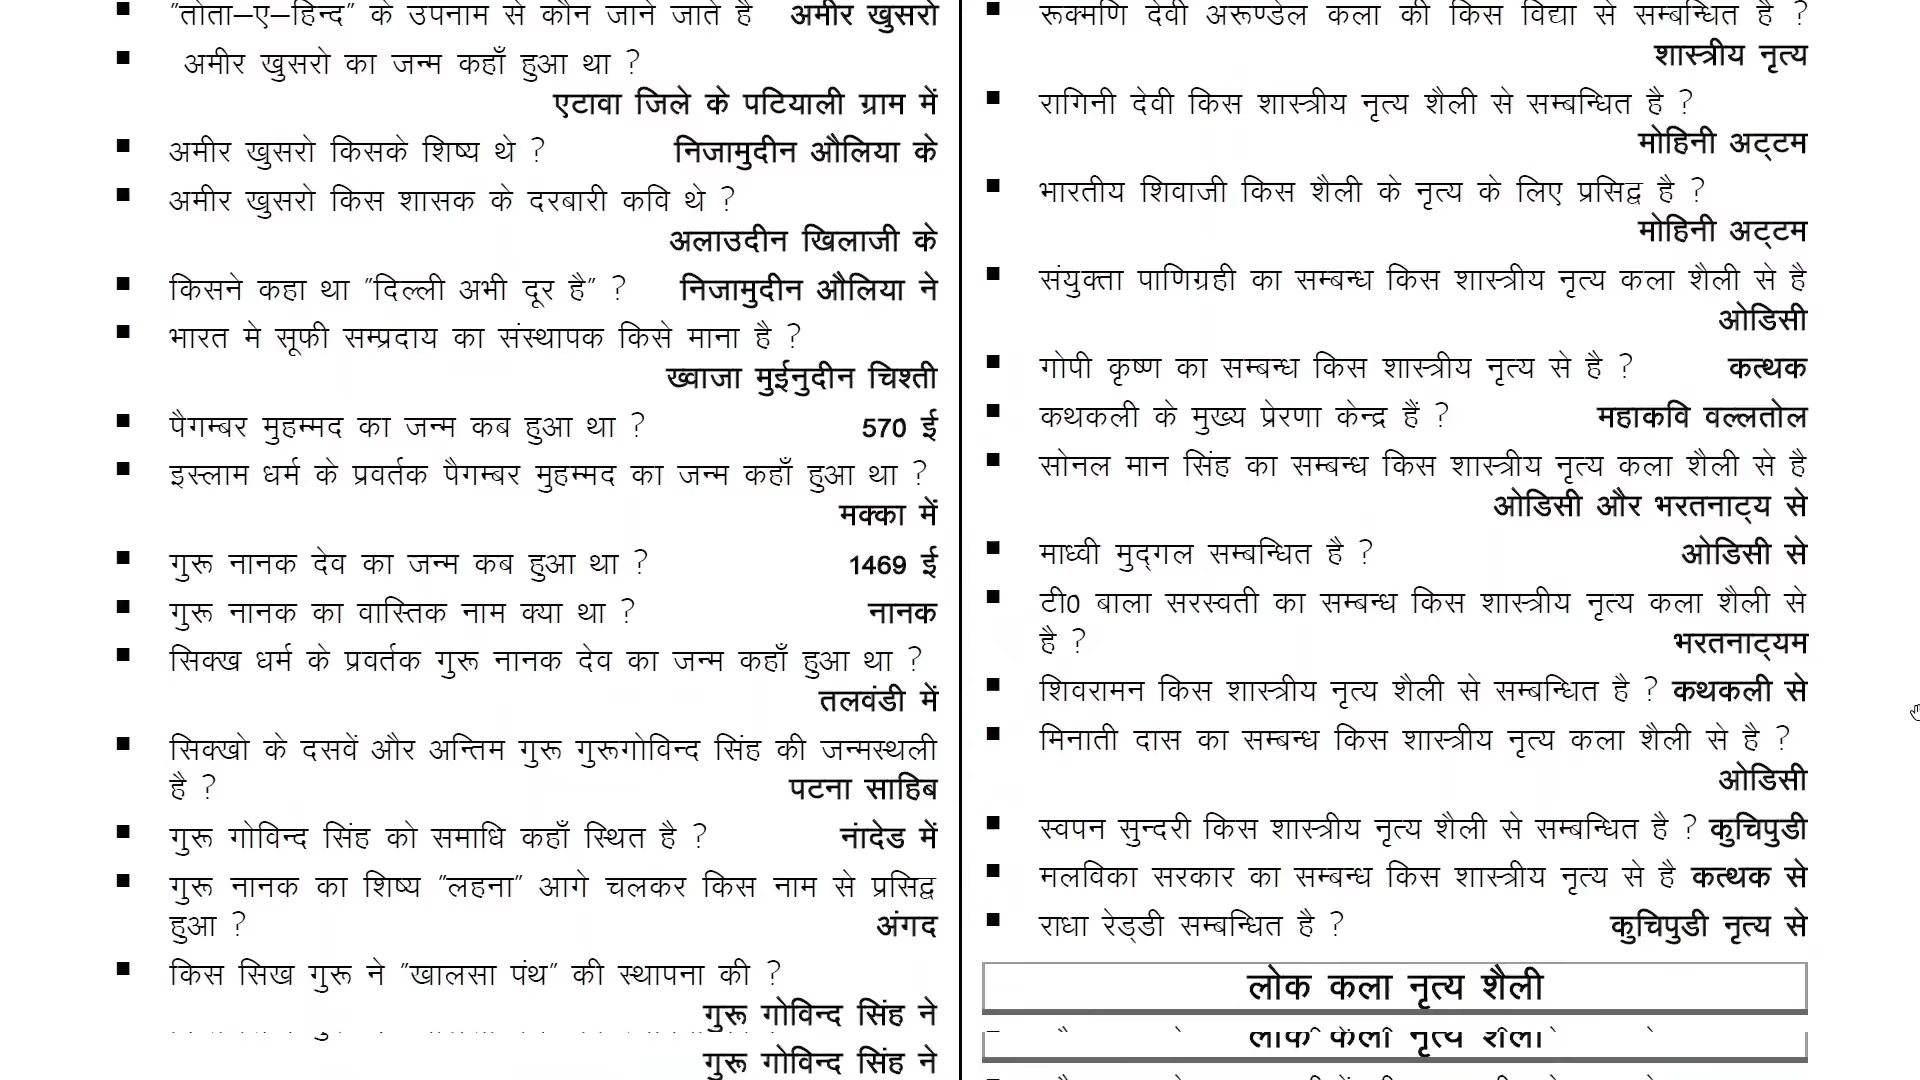 "तोता–ए–हिन्द" के उपनाम से कौन जाने जाते है अमीर खुसरो
अमीर खुसरो का जन्म कहाँ हुआ था ?
एटावा जिले के पटियाली ग्राम में
अमीर खुसरो किसके शिष्य थे ? निजामुदीन औलिया के
अमीर खुसरो किस शासक के दरबारी कवि थे ?
अलाउदीन खिलाजी के
किसने कहा था "दिल्ली अभी दूर है" ? निजामुदीन औलिया ने
भारत मे सूफी सम्प्रदाय का संस्थापक किसे माना है ?
ख्वाजा मुईनुदीन चिश्ती
पैगम्बर मुहम्मद का जन्म कब हुआ था ? 570 ई
इस्लाम धर्म के प्रवर्तक पैगम्बर मुहम्मद का जन्म कहाँ हुआ था ?
मक्का में
गुरू नानक देव का जन्म कब हुआ था ? 1469 ई
गुरू नानक का वास्तिक नाम क्या था ? नानक
सिक्ख धर्म के प्रवर्तक गुरू नानक देव का जन्म कहाँ हुआ था ?
तलवंडी में
सिक्खो के दसवें और अन्तिम गुरू गुरूगोविन्द सिंह की जन्मस्थली
है ? पटना साहिब
गुरू गोविन्द सिंह को समाधि कहाँ स्थित है ? नांदेड में
गुरू नानक का शिष्य "लहना" आगे चलकर किस नाम से प्रसिद्व
हुआ ? अंगद
किस सिख गुरू ने "खालसा पंथ" की स्थापना की ?
गुरू गोविन्द सिंह ने
गुरू गोविन्द सिंह ने
रूक्मणि देवी अरूण्डेल कला की किस विद्या से सम्बन्धित है ?
शास्त्रीय नृत्य
रागिनी देवी किस शास्त्रीय नृत्य शैली से सम्बन्धित है ?
मोहिनी अट्टम
भारतीय शिवाजी किस शैली के नृत्य के लिए प्रसिद्व है ?
मोहिनी अट्टम
संयुक्ता पाणिग्रही का सम्बन्ध किस शास्त्रीय नृत्य कला शैली से है
ओडिसी
गोपी कृष्ण का सम्बन्ध किस शास्त्रीय नृत्य से है ? कत्थक
कथकली के मुख्य प्रेरणा केन्द्र हैं ? महाकवि वल्लतोल
सोनल मान सिंह का सम्बन्ध किस शास्त्रीय नृत्य कला शैली से है
ओडिसी और भरतनाट्य से
माध्वी मुद्गल सम्बन्धित है ? ओडिसी से
टी0 बाला सरस्वती का सम्बन्ध किस शास्त्रीय नृत्य कला शैली से
है ? भरतनाट्यम
शिवरामन किस शास्त्रीय नृत्य शैली से सम्बन्धित है ? कथकली से
मिनाती दास का सम्बन्ध किस शास्त्रीय नृत्य कला शैली से है ?
ओडिसी
स्वपन सुन्दरी किस शास्त्रीय नृत्य शैली से सम्बन्धित है ? कुचिपुडी
मलविका सरकार का सम्बन्ध किस शास्त्रीय नृत्य से है कत्थक से
राधा रेड्डी सम्बन्धित है ? कुचिपुडी नृत्य से
लोक कला नृत्य शैली